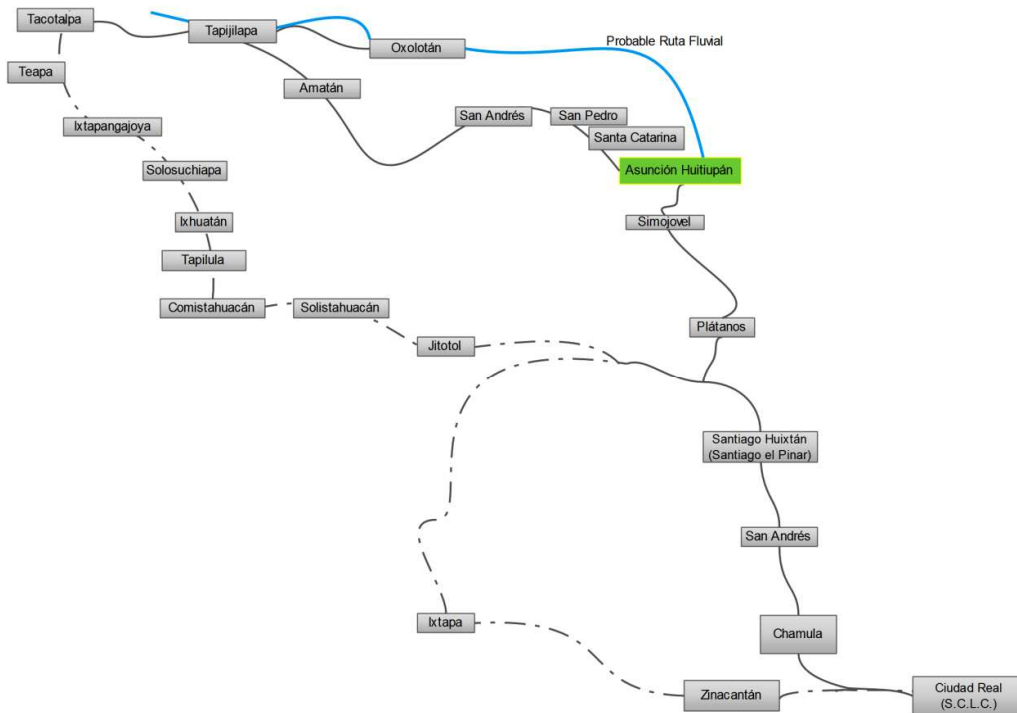 Tacotalpa
Tapijilapa
Oxolotán
Probable Ruta Fluvial
Teapa
Amatán
San Andrés
San Pedro
Ixtapangajoya
Santa Catarina
Solosuchiapa
Asunción Huitiupán
Ixhuatán
Simojovel
Tapilula
Comistahuacán
Solistahuacán
Plátanos
Jitotol
Santiago Huixtán
(Santiago el Pinar)
San Andrés
Ixtapa
Chamula
Zinacantán
Ciudad Real
(S.C.L.C.)